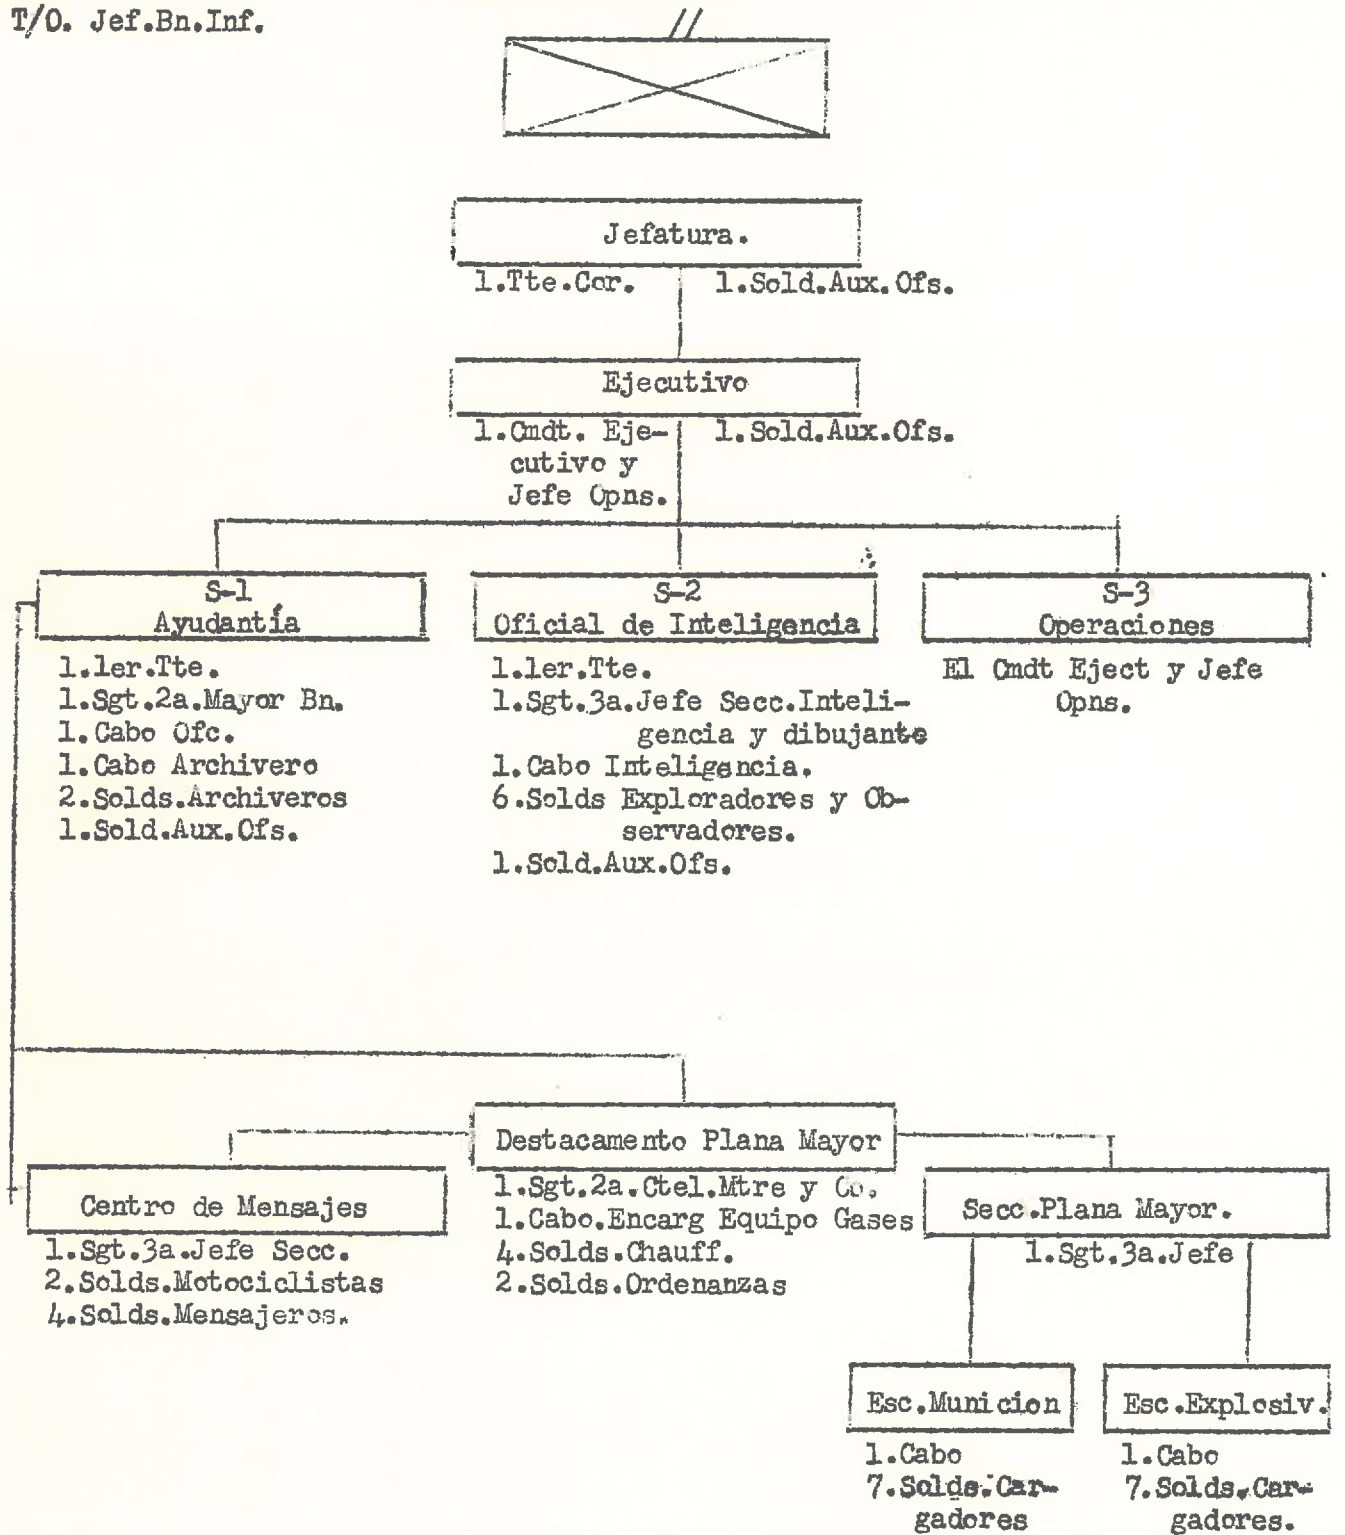 T/O. Jef.Bn.Inf.
Jefatura.
1.Tte.Cor.
1.Sold.Aux.Ofs.
Ejecutivo
1.Cmdt. Eje-
cutivo y
Jefe Opns.
1.Sold.Aux.Ofs.
S-1
Ayudantía
1.1er.Tte.
1.Sgt.2a.Mayor Bn.
1.Cabo Ofc.
1.Cabo Archivero
2.Solds.Archiveros
1.Sold.Aux.Ofs.
S-2
Oficial de Inteligencia
1.1er.Tte.
1.Sgt.3a.Jefe Secc.Inteli-
gencia y dibujante
1.Cabo Inteligencia.
6.Solds Exploradores y Ob-
servadores.
1.Sold.Aux.Ofs.
S-3
Operaciones
El Cmdt Eject y Jefe
Opns.
Destacamento Plana Mayor
1.Sgt.2a.Ctel.Mtre y Co.
1.Cabo.Encarg Equipo Gases
4.Solds.Chauff.
2.Solds.Ordenanzas
Centro de Mensajes
1.Sgt.3a.Jefe Secc.
2.Solds.Motociclistas
4.Solds.Mensajeros.
Secc.Plana Mayor.
1.Sgt.3a.Jefe
Esc.Municion
1.Cabo
7.Solds.Car-
gadores
Esc.Explosiv.
1.Cabo
7.Solds.Car-
gadores.